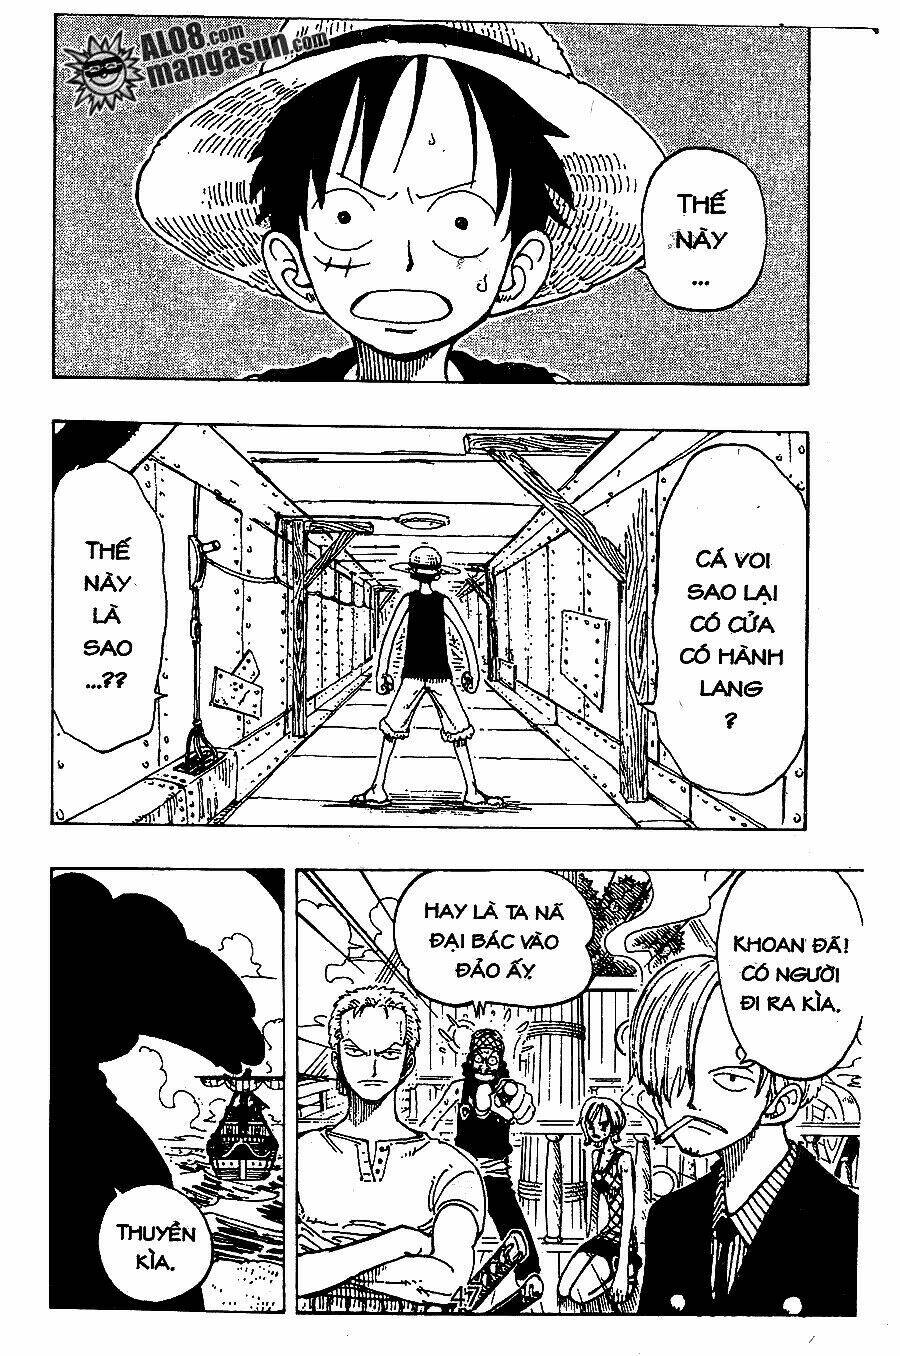 AL08.com
mangasun.com
THẾ
NÀY
...
CÁ VOI
SAO LẠI
CÓ CỬA
CÓ HÀNH
LANG
?
THẾ
NÀY
LÀ
SAO
...??
KHOAN ĐÃ!
CÓ NGƯỜI
ĐI RA KÌA.
HAY LÀ TA NÃ
ĐẠI BÁC VÀO
ĐẢO ẤY.
THUYỀN
KÌA.
47